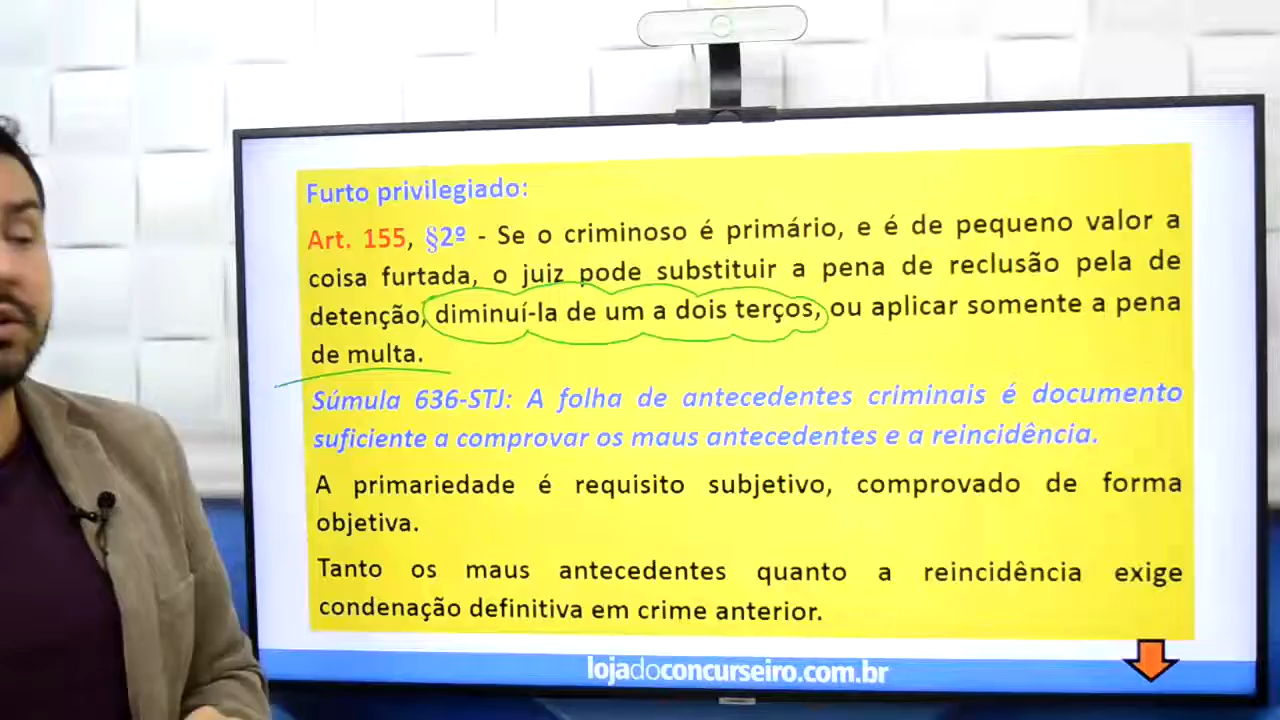 Furto privilegiado:
Art. 155, §2º - Se o criminoso é primário, e é de pequeno valor a
coisa furtada, o juiz pode substituir a pena de reclusão pela de
detenção, diminuí-la de um a dois terços, ou aplicar somente a pena
de multa.
Súmula 636-STJ: A folha de antecedentes criminais é documento
suficiente a comprovar os maus antecedentes e a reincidência.
A primariedade é requisito subjetivo, comprovado de forma
objetiva.
Tanto os maus antecedentes quanto a reincidência exige
condenação definitiva em crime anterior.
lojadoconcurseiro.com.br